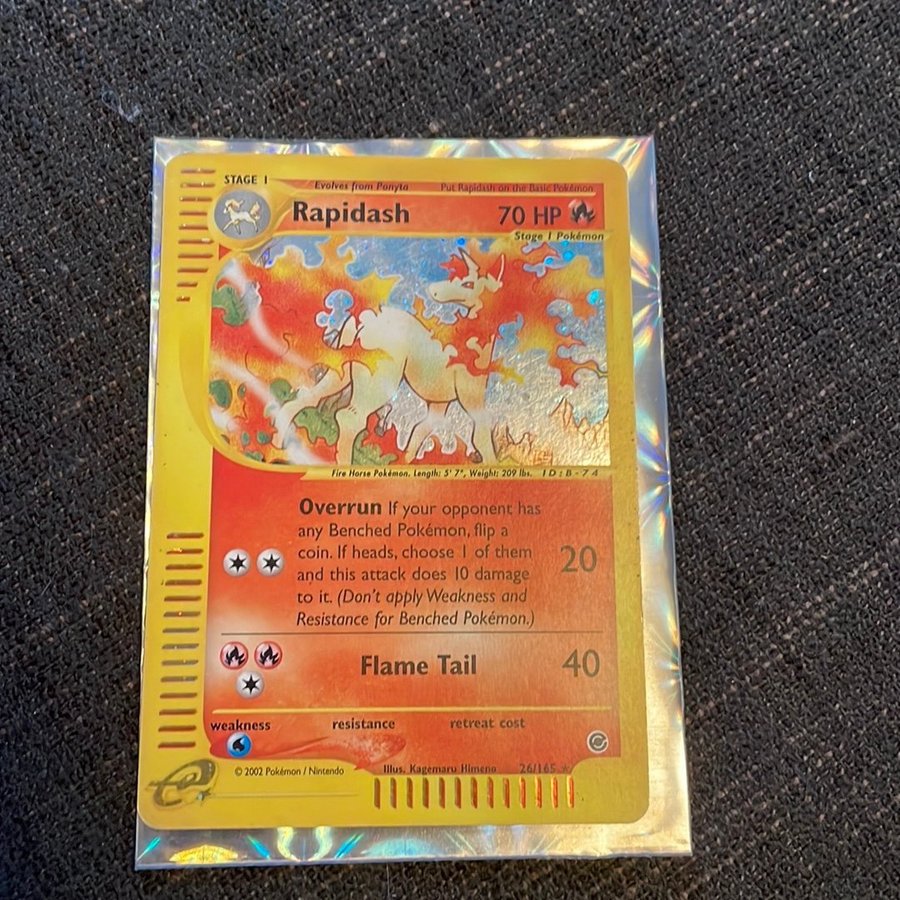 STAGE 1
Evolves from Ponyta Put Rapidash on the Basic Pokémon
Rapidash 70 HP
Stage 1 Pokémon
Fire Horse Pokémon, Length: 5' 7", Weight: 209 lbs. ID:B-74
Overrun If your opponent has
any Benched Pokémon, flip a
coin. If heads, choose 1 of them
and this attack does 10 damage
to it. (Don't apply Weakness and
Resistance for Benched Pokémon.)
20
Flame Tail 40
weakness resistance retreat cost
© 2002 Pokémon / Nintendo Illus. Kagemaru Himeno 26/165 ★